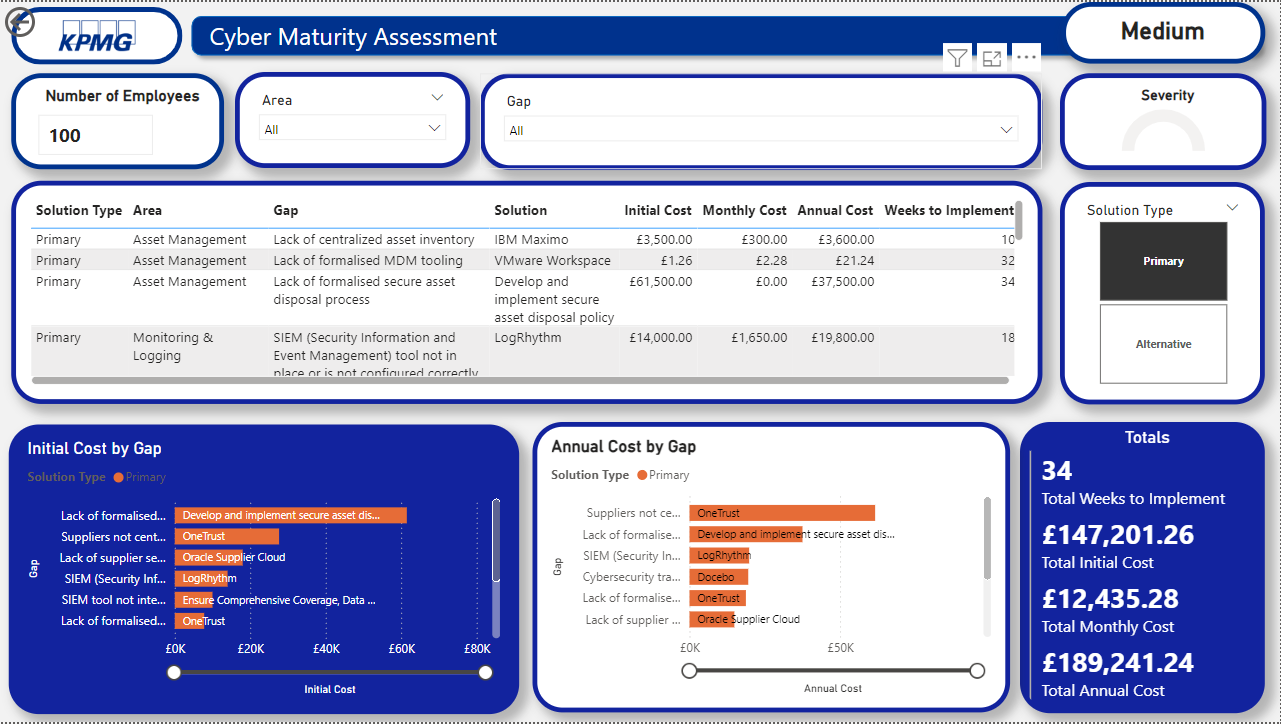 KPMG
Cyber Maturity Assessment
Medium
Number of Employees
100
Area
All
Gap
All
Severity
Solution Type Area Gap Solution Initial Cost Monthly Cost Annual Cost Weeks to Implement
Primary Asset Management Lack of centralized asset inventory IBM Maximo £3,500.00 £300.00 £3,600.00 10
Primary Asset Management Lack of formalised MDM tooling VMware Workspace £1.26 £2.28 £21.24 32
Primary Asset Management Lack of formalised secure asset Develop and £61,500.00 £0.00 £37,500.00 34
disposal process implement secure
asset disposal policy
Primary Monitoring & SIEM (Security Information and LogRhythm £14,000.00 £1,650.00 £19,800.00 18
Logging Event Management) tool not in
place or is not configured correctly
Solution Type
Primary
Alternative
Initial Cost by Gap
Solution Type Primary
Gap
Lack of formalised... Develop and implement secure asset dis...
Suppliers not cent... OneTrust
Lack of supplier se... Oracle Supplier Cloud
SIEM (Security Inf... LogRhythm
SIEM tool not inte... Ensure Comprehensive Coverage, Data ...
Lack of formalised... OneTrust
£0K £20K £40K £60K £80K
Initial Cost
Annual Cost by Gap
Solution Type Primary
Gap
Suppliers not ce... OneTrust
Lack of formalise... Develop and implement secure asset dis...
SIEM (Security In... LogRhythm
Cybersecurity tra... Docebo
Lack of formalise... OneTrust
Lack of supplier ... Oracle Supplier Cloud
£0K £50K
Annual Cost
Totals
34
Total Weeks to Implement
£147,201.26
Total Initial Cost
£12,435.28
Total Monthly Cost
£189,241.24
Total Annual Cost